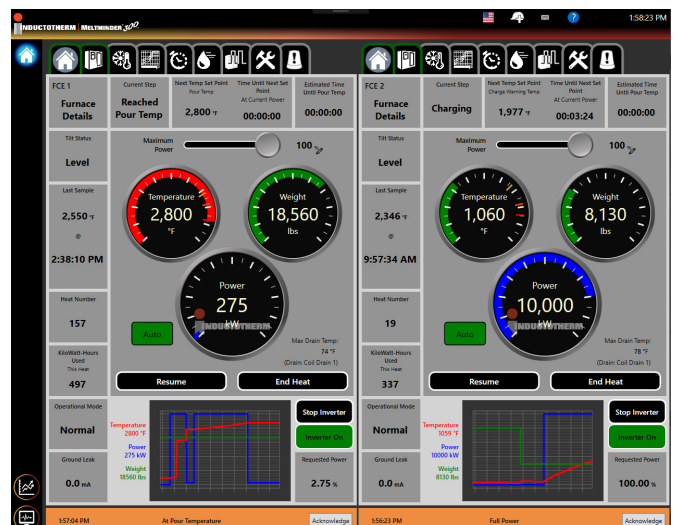 INDUCTOTHERM | MELTMINDER®300
1:58:23 PM
FCE 1
Furnace
Details
Current Step
Reached
Pour Temp
Next Temp Set Point
Pour Temp
2,800 °F
Time Until Next Set
Point
At Current Power
00:00:00
Estimated Time
Until Pour Temp
00:00:00
Tilt Status
Level
Maximum
Power
100 %
Last Sample
2,550 °F
@
2:38:10 PM
Temperature
2,800
°F
Weight
18,560
lbs
Power
275
kW
INDUCTOTHERM
Heat Number
157
Auto
Max Drain Temp:
74 °F
(Drain: Coil Drain 1)
KiloWatt-Hours
Used
This Heat
497
Resume
End Heat
Operational Mode
Normal
Temperature
2800 °F
Power
275 kW
Weight
18560 lbs
Stop Inverter
Inverter On
Ground Leak
0.0 mA
Requested Power
2.75 %
1:57:04 PM
At Pour Temperature
Acknowledge
FCE 2
Furnace
Details
Current Step
Charging
Next Temp Set Point
Charge Warning Temp
1,977 °F
Time Until Next Set
Point
At Current Power
00:03:24
Estimated Time
Until Pour Temp
00:00:00
Tilt Status
Level
Maximum
Power
100 %
Last Sample
2,346 °F
@
9:57:34 AM
Temperature
1,060
°F
Weight
8,130
lbs
Power
10,000
kW
INDUCTOTHERM
Heat Number
19
Auto
Max Drain Temp:
78 °F
(Drain: Coil Drain 1)
KiloWatt-Hours
Used
This Heat
337
Resume
End Heat
Operational Mode
Normal
Temperature
1059 °F
Power
10000 kW
Weight
8130 lbs
Stop Inverter
Inverter On
Ground Leak
0.0 mA
Requested Power
100.00 %
1:56:23 PM
Full Power
Acknowledge